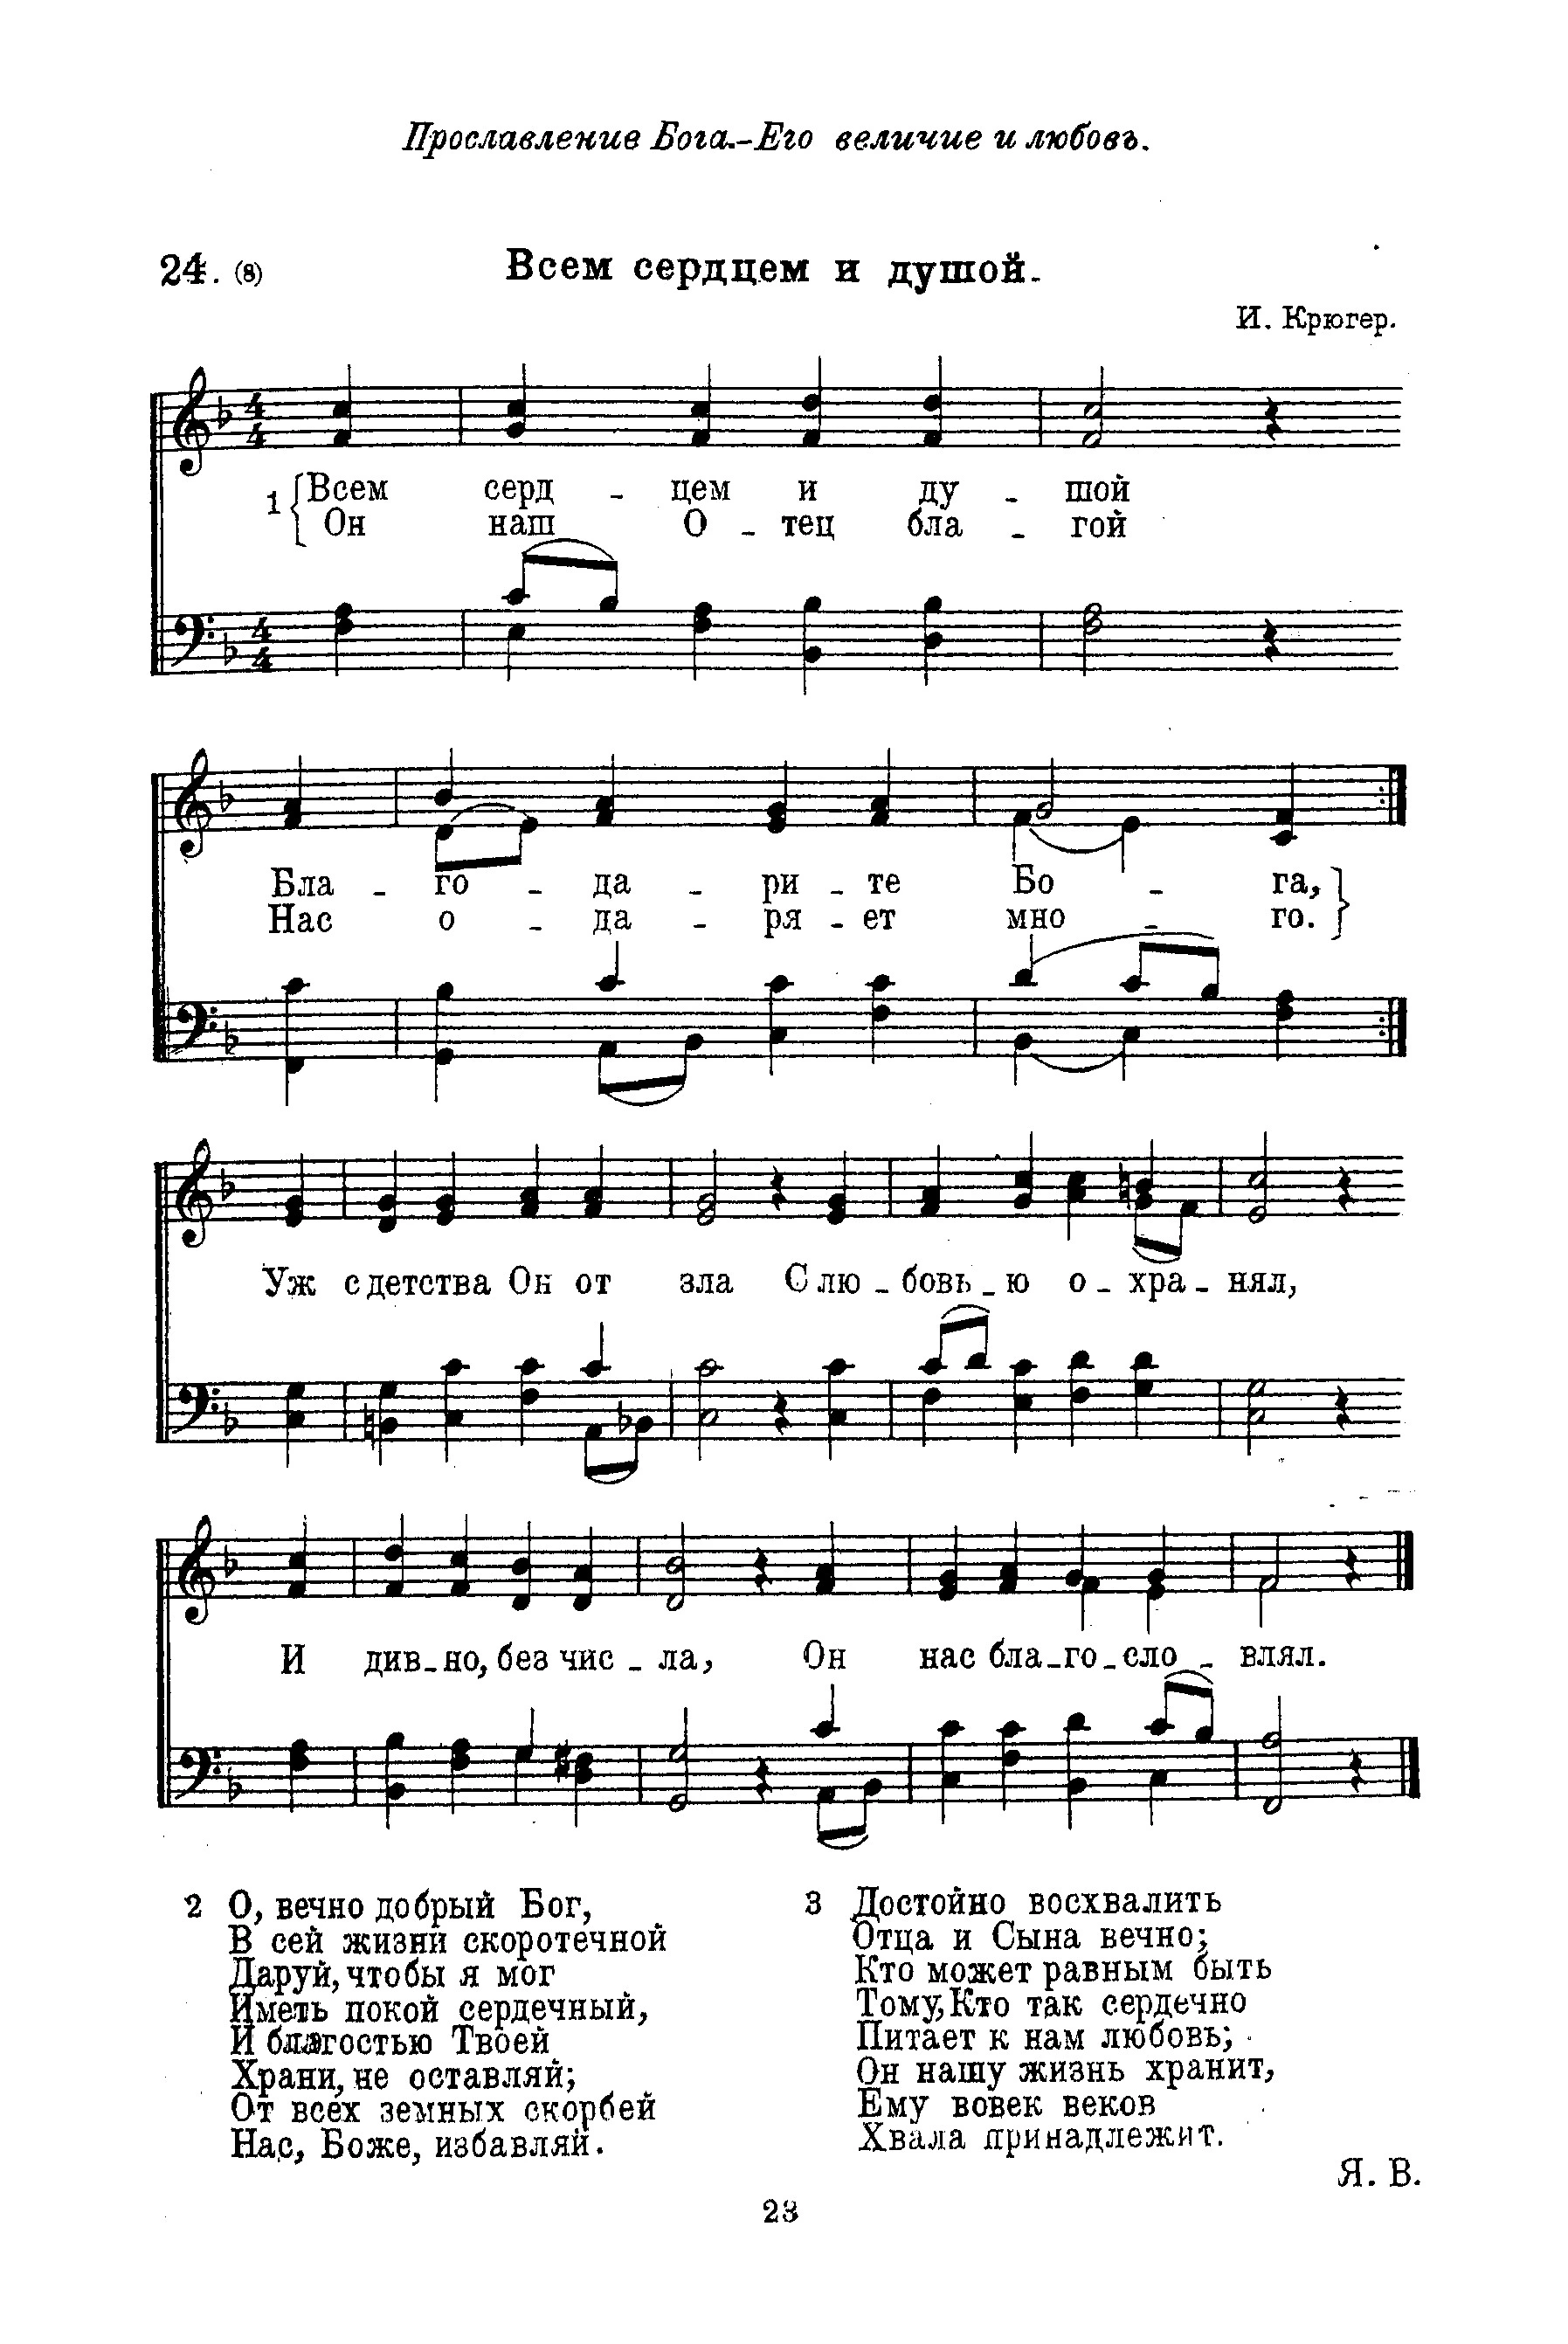 Прославление Бога.-Его величие и любовь.
24. (8) Всем сердцем и душой.
И. Крюгер.
4 4
1 Всем серд - цем и ду - шой
Он наш О - тец бла - гой
4 4
Бла - го - да - ри - те Бо - га,
Нас о - да - ря - ет мно - го.
Уж с детства Он от зла С лю - бовь - ю о - хра - нял,
И див - но, без чис - ла, Он нас бла - го - сло - влял.
2 О, вечно добрый Бог,
В сей жизни скоротечной
Даруй, чтобы я мог
Иметь покой сердечный,
И благостью Твоей
Храни, не оставляй;
От всех земных скорбей
Нас, Боже, избавляй.
3 Достойно восхвалить
Отца и Сына вечно;
Кто может равным быть
Тому, Кто так сердечно
Питает к нам любовь;
Он нашу жизнь хранит,
Ему вовек веков
Хвала принадлежит.
Я. В.
23